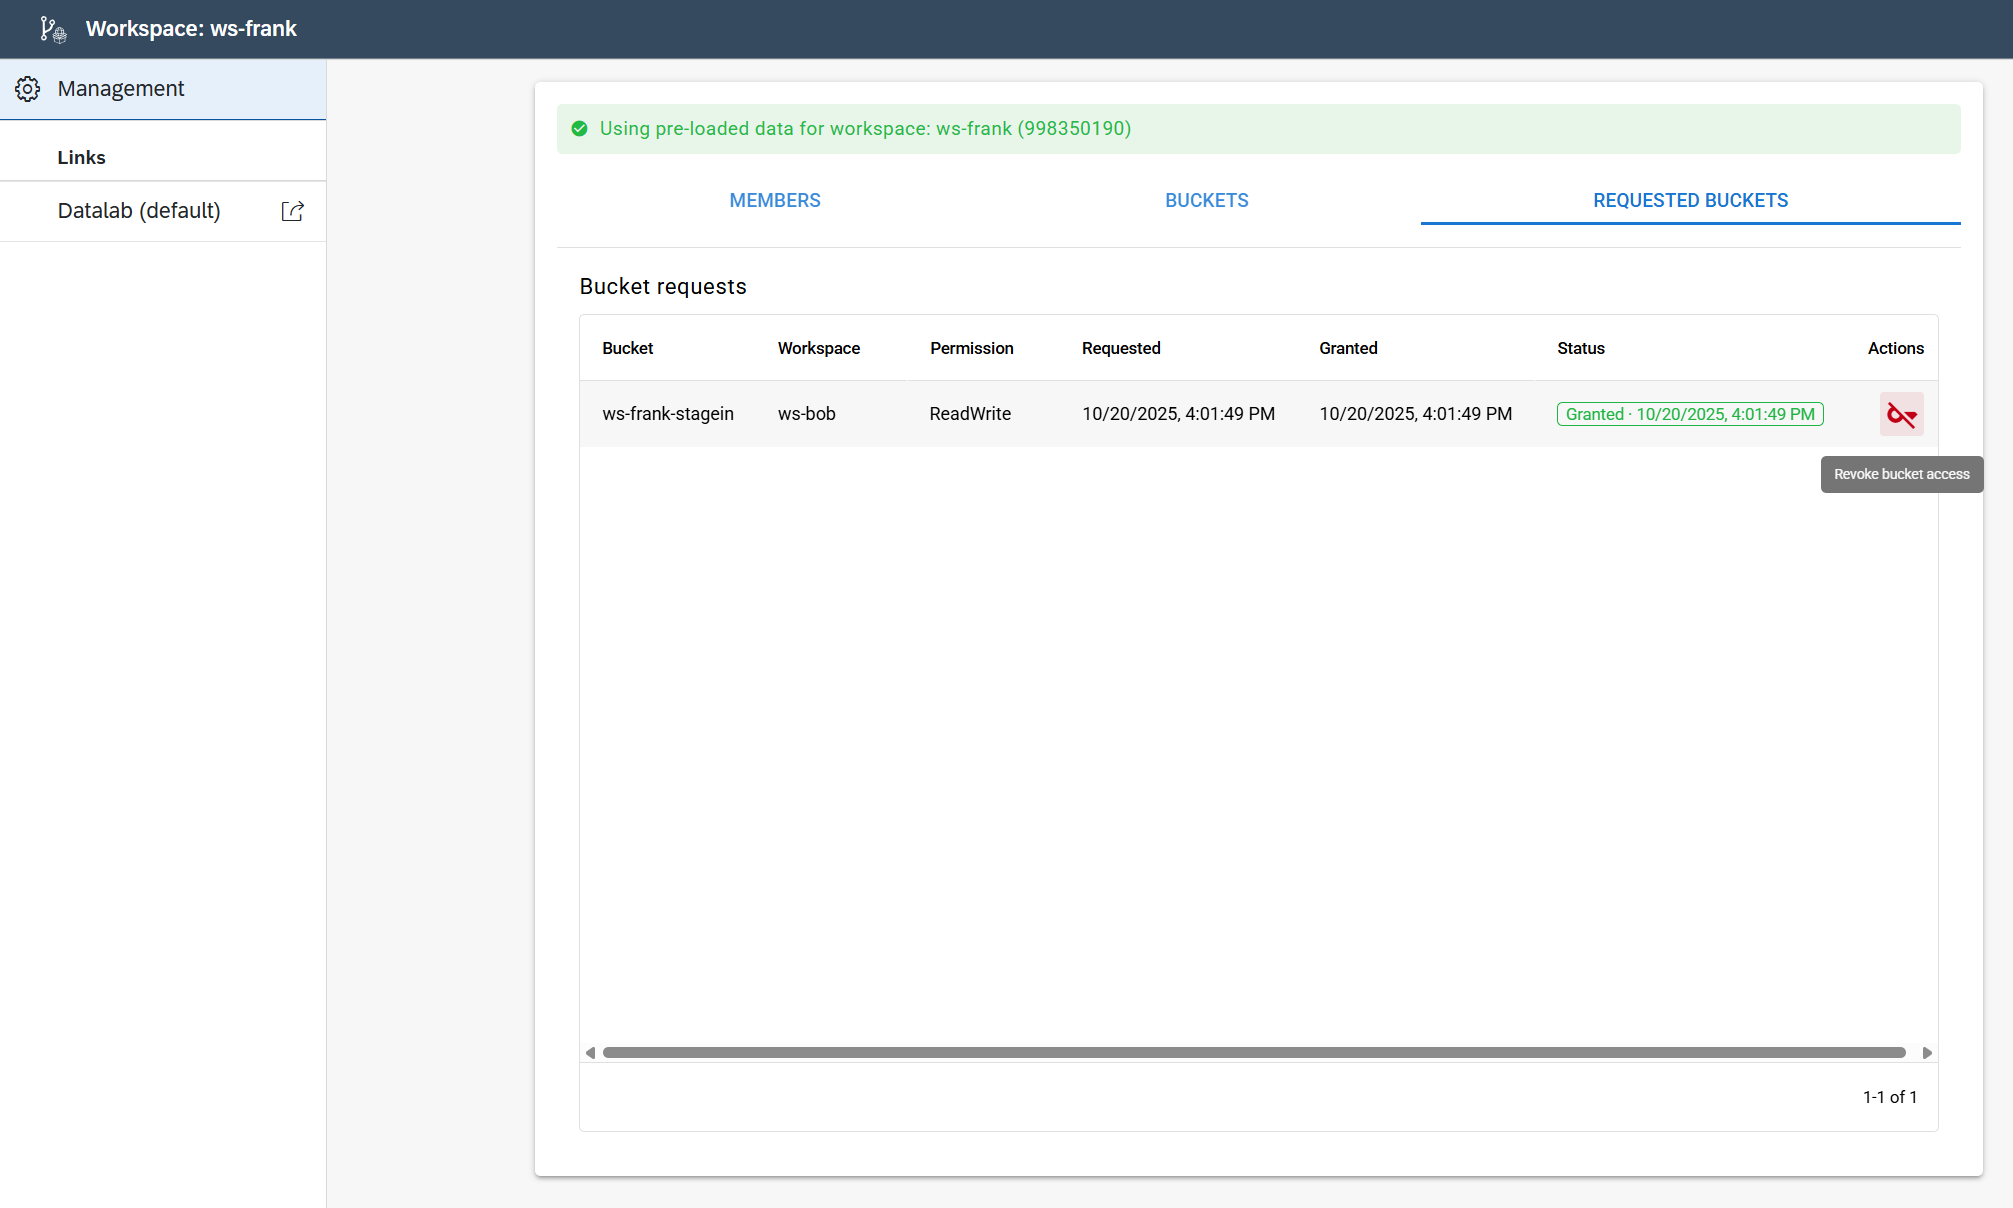 Workspace: ws-frank
Management
Links
Datalab (default)
Using pre-loaded data for workspace: ws-frank (998350190)
MEMBERS BUCKETS REQUESTED BUCKETS
Bucket requests
Bucket Workspace Permission Requested Granted Status Actions
ws-frank-stagein ws-bob ReadWrite 10/20/2025, 4:01:49 PM 10/20/2025, 4:01:49 PM Granted · 10/20/2025, 4:01:49 PM
Revoke bucket access
1-1 of 1